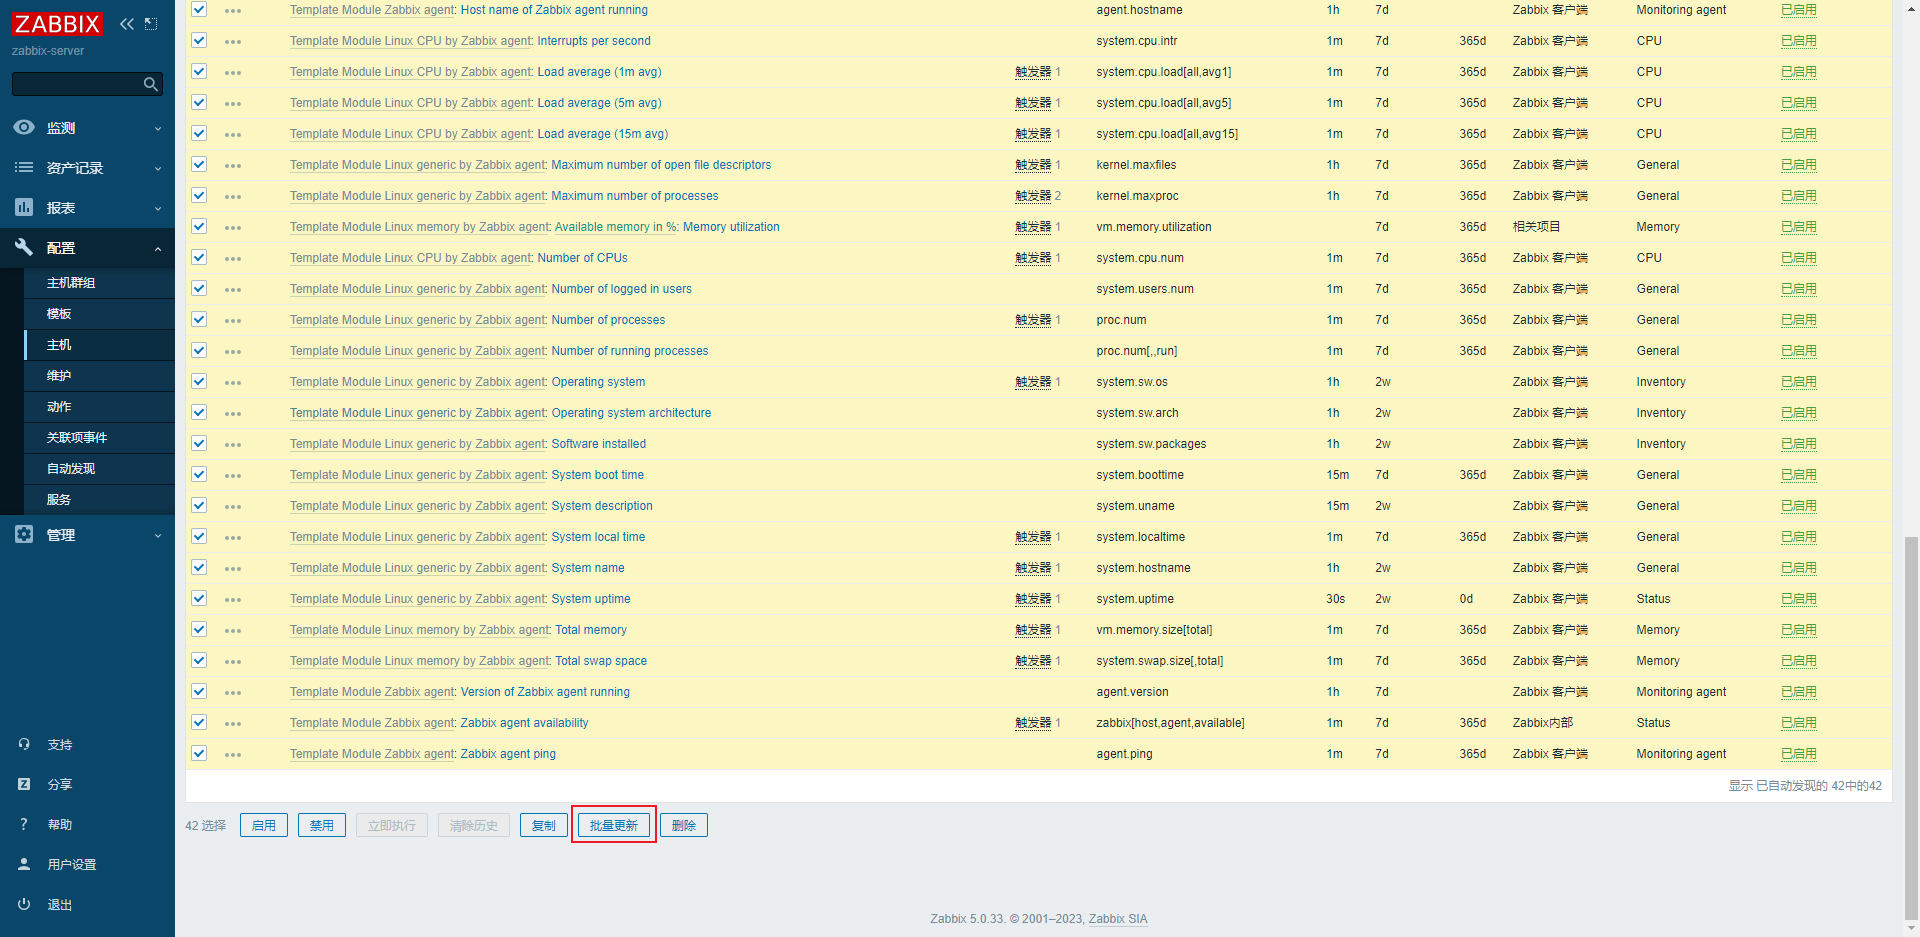 ZABBIX
zabbix-server
监测
资产记录
报表
配置
主机群组
模板
主机
维护
动作
关联项事件
自动发现
服务
管理
支持
分享
帮助
用户设置
退出
Template Module Zabbix agent: Host name of Zabbix agent running agent.hostname 1h 7d Zabbix 客户端 Monitoring agent 已启用
Template Module Linux CPU by Zabbix agent: Interrupts per second system.cpu.intr 1m 7d 365d Zabbix 客户端 CPU 已启用
Template Module Linux CPU by Zabbix agent: Load average (1m avg) 触发器 1 system.cpu.load[all,avg1] 1m 7d 365d Zabbix 客户端 CPU 已启用
Template Module Linux CPU by Zabbix agent: Load average (5m avg) 触发器 1 system.cpu.load[all,avg5] 1m 7d 365d Zabbix 客户端 CPU 已启用
Template Module Linux CPU by Zabbix agent: Load average (15m avg) 触发器 1 system.cpu.load[all,avg15] 1m 7d 365d Zabbix 客户端 CPU 已启用
Template Module Linux generic by Zabbix agent: Maximum number of open file descriptors 触发器 1 kernel.maxfiles 1h 7d 365d Zabbix 客户端 General 已启用
Template Module Linux generic by Zabbix agent: Maximum number of processes 触发器 2 kernel.maxproc 1h 7d 365d Zabbix 客户端 General 已启用
Template Module Linux memory by Zabbix agent: Available memory in %: Memory utilization 触发器 1 vm.memory.utilization 7d 365d 相关项目 Memory 已启用
Template Module Linux CPU by Zabbix agent: Number of CPUs 触发器 1 system.cpu.num 1m 7d 365d Zabbix 客户端 CPU 已启用
Template Module Linux generic by Zabbix agent: Number of logged in users system.users.num 1m 7d 365d Zabbix 客户端 General 已启用
Template Module Linux generic by Zabbix agent: Number of processes 触发器 1 proc.num 1m 7d 365d Zabbix 客户端 General 已启用
Template Module Linux generic by Zabbix agent: Number of running processes proc.num[,,run] 1m 7d 365d Zabbix 客户端 General 已启用
Template Module Linux generic by Zabbix agent: Operating system 触发器 1 system.sw.os 1h 2w Zabbix 客户端 Inventory 已启用
Template Module Linux generic by Zabbix agent: Operating system architecture system.sw.arch 1h 2w Zabbix 客户端 Inventory 已启用
Template Module Linux generic by Zabbix agent: Software installed system.sw.packages 1h 2w Zabbix 客户端 Inventory 已启用
Template Module Linux generic by Zabbix agent: System boot time system.boottime 15m 7d 365d Zabbix 客户端 General 已启用
Template Module Linux generic by Zabbix agent: System description system.uname 15m 2w Zabbix 客户端 General 已启用
Template Module Linux generic by Zabbix agent: System local time 触发器 1 system.localtime 1m 7d 365d Zabbix 客户端 General 已启用
Template Module Linux generic by Zabbix agent: System name 触发器 1 system.hostname 1h 2w Zabbix 客户端 General 已启用
Template Module Linux generic by Zabbix agent: System uptime 触发器 1 system.uptime 30s 2w 0d Zabbix 客户端 Status 已启用
Template Module Linux memory by Zabbix agent: Total memory 触发器 1 vm.memory.size[total] 1m 7d 365d Zabbix 客户端 Memory 已启用
Template Module Linux memory by Zabbix agent: Total swap space 触发器 1 system.swap.size[,total] 1m 7d 365d Zabbix 客户端 Memory 已启用
Template Module Zabbix agent: Version of Zabbix agent running agent.version 1h 7d Zabbix 客户端 Monitoring agent 已启用
Template Module Zabbix agent: Zabbix agent availability 触发器 1 zabbix[host,agent,available] 1m 7d 365d Zabbix内部 Status 已启用
Template Module Zabbix agent: Zabbix agent ping agent.ping 1m 7d 365d Zabbix 客户端 Monitoring agent 已启用
显示 已自动发现的 42中的42
42 选择 启用 禁用 立即执行 清除历史 复制 批量更新 删除
Zabbix 5.0.33. © 2001–2023, Zabbix SIA